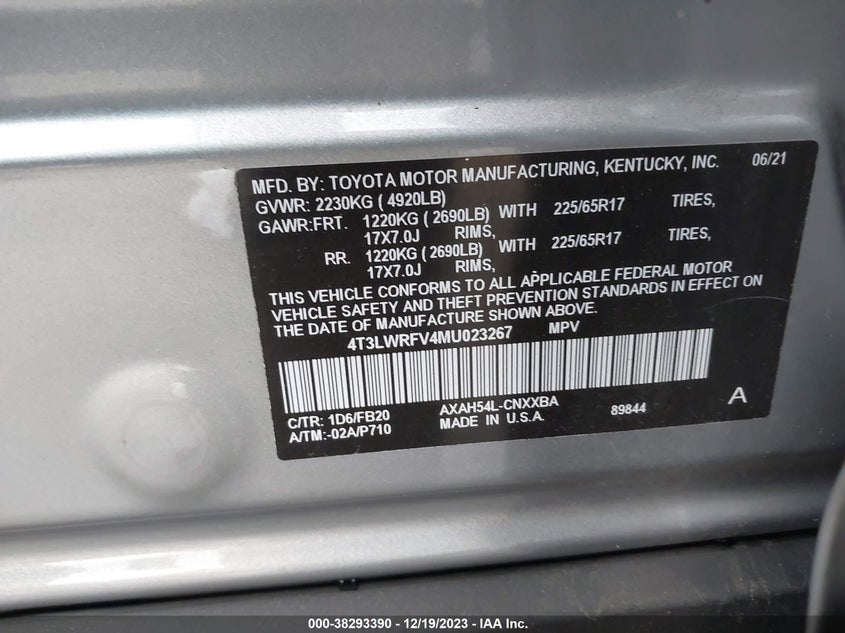 MFD. BY: TOYOTA MOTOR MANUFACTURING, KENTUCKY, INC. 06/21
GVWR: 2230KG ( 4920LB)
GAWR:FRT. 1220KG ( 2690LB) WITH 225/65R17 TIRES,
17X7.0J RIMS,
RR. 1220KG ( 2690LB) WITH 225/65R17 TIRES,
17X7.0J RIMS,
THIS VEHICLE CONFORMS TO ALL APPLICABLE FEDERAL MOTOR
VEHICLE SAFETY AND THEFT PREVENTION STANDARDS IN EFFECT ON
THE DATE OF MANUFACTURE SHOWN ABOVE.
4T3LWRFV4MU023267 MPV
C/TR: 1D6/FB20 AXAH54L-CNXXBA
A/TM:-02A/P710 MADE IN U.S.A. 89844 A
000-38293390 - 12/19/2023 - IAA Inc.